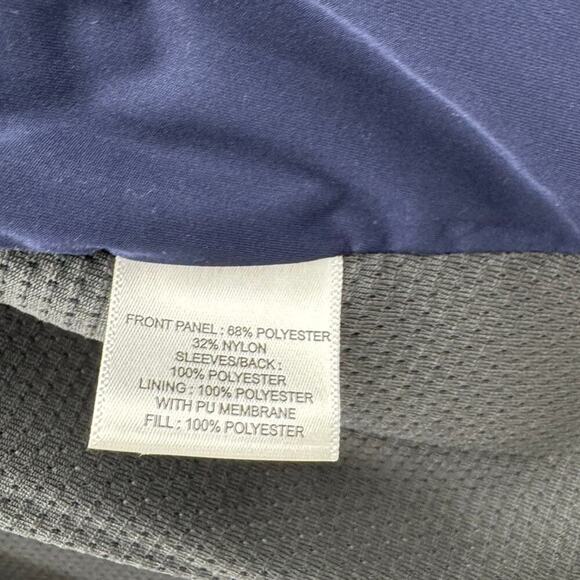 FRONT PANEL : 68% POLYESTER
32% NYLON
SLEEVES/BACK :
100% POLYESTER
LINING : 100% POLYESTER
WITH PU MEMBRANE
FILL : 100% POLYESTER